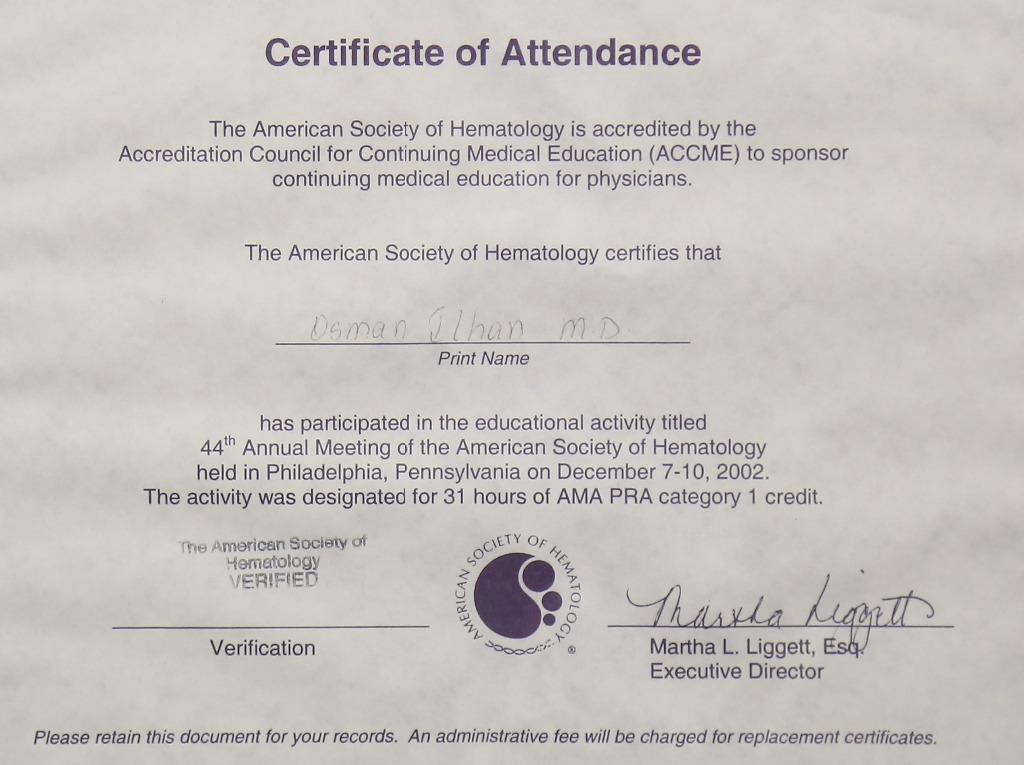 Certificate of Attendance
The American Society of Hematology is accredited by the
Accreditation Council for Continuing Medical Education (ACCME) to sponsor
continuing medical education for physicians.
The American Society of Hematology certifies that
Osman Ilhan M.D.
Print Name
has participated in the educational activity titled
44th Annual Meeting of the American Society of Hematology
held in Philadelphia, Pennsylvania on December 7-10, 2002.
The activity was designated for 31 hours of AMA PRA category 1 credit.
The American Society of
Hematology
VERIFIED
Verification
AMERICAN SOCIETY OF HEMATOLOGY
®
Martha Liggett
Martha L. Liggett, Esq.
Executive Director
Please retain this document for your records. An administrative fee will be charged for replacement certificates.